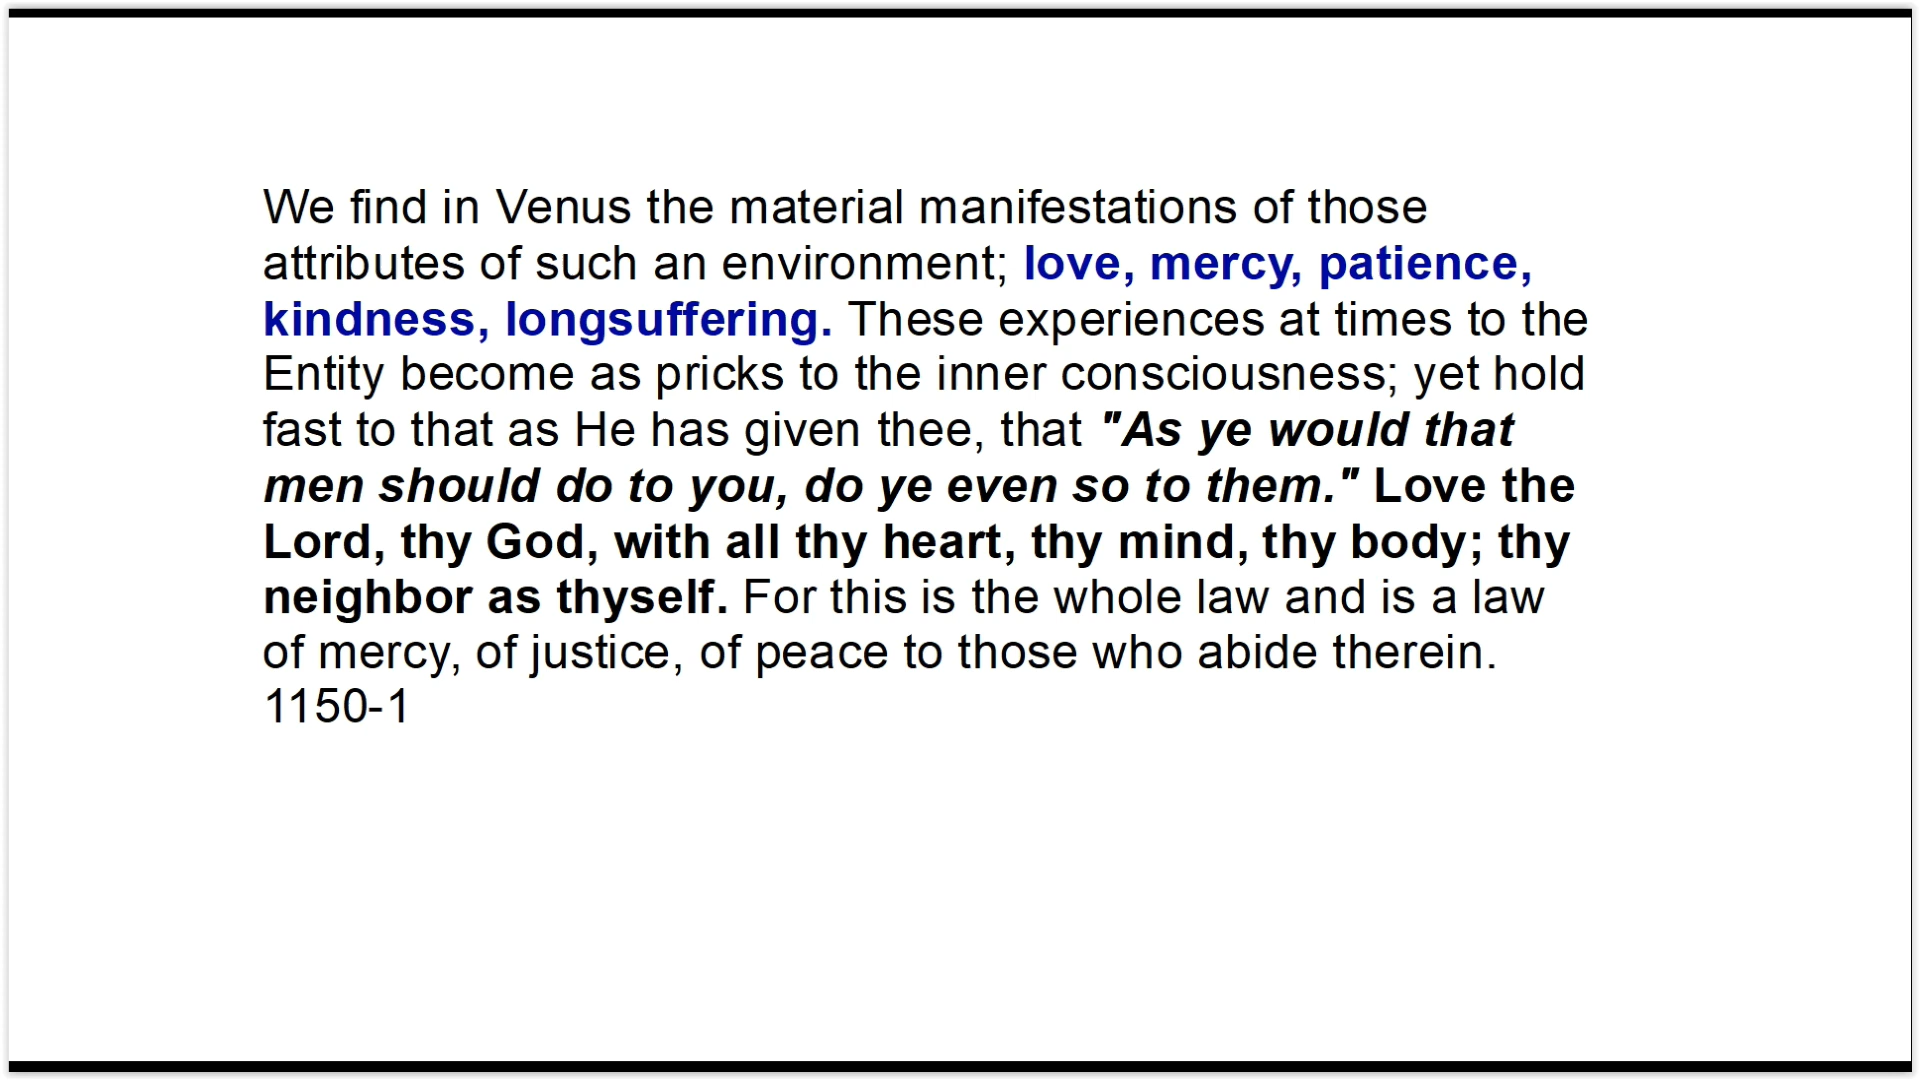 We find in Venus the material manifestations of those
attributes of such an environment; love, mercy, patience,
kindness, longsuffering. These experiences at times to the
Entity become as pricks to the inner consciousness; yet hold
fast to that as He has given thee, that "As ye would that
men should do to you, do ye even so to them." Love the
Lord, thy God, with all thy heart, thy mind, thy body; thy
neighbor as thyself. For this is the whole law and is a law
of mercy, of justice, of peace to those who abide therein.
1150-1